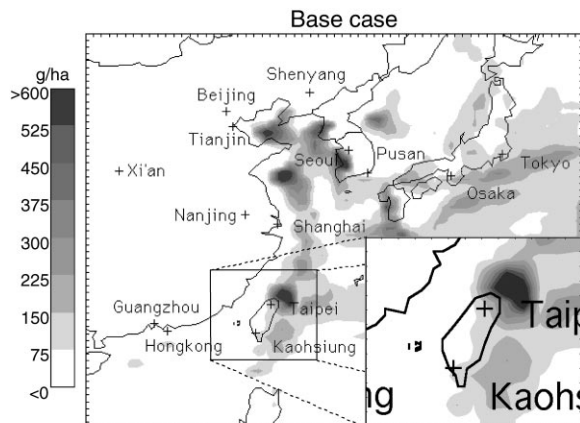 Base case
g/ha
>600
525
450
375
300
225
150
75
<0
Shenyang
Beijing
Tianjin
Seoul
Pusan
Tokyo
Xi'an
Osaka
Nanjing
Shanghai
Guangzhou
Taipei
Hongkong
Kaohsiung
Taip
ng
Kaohs